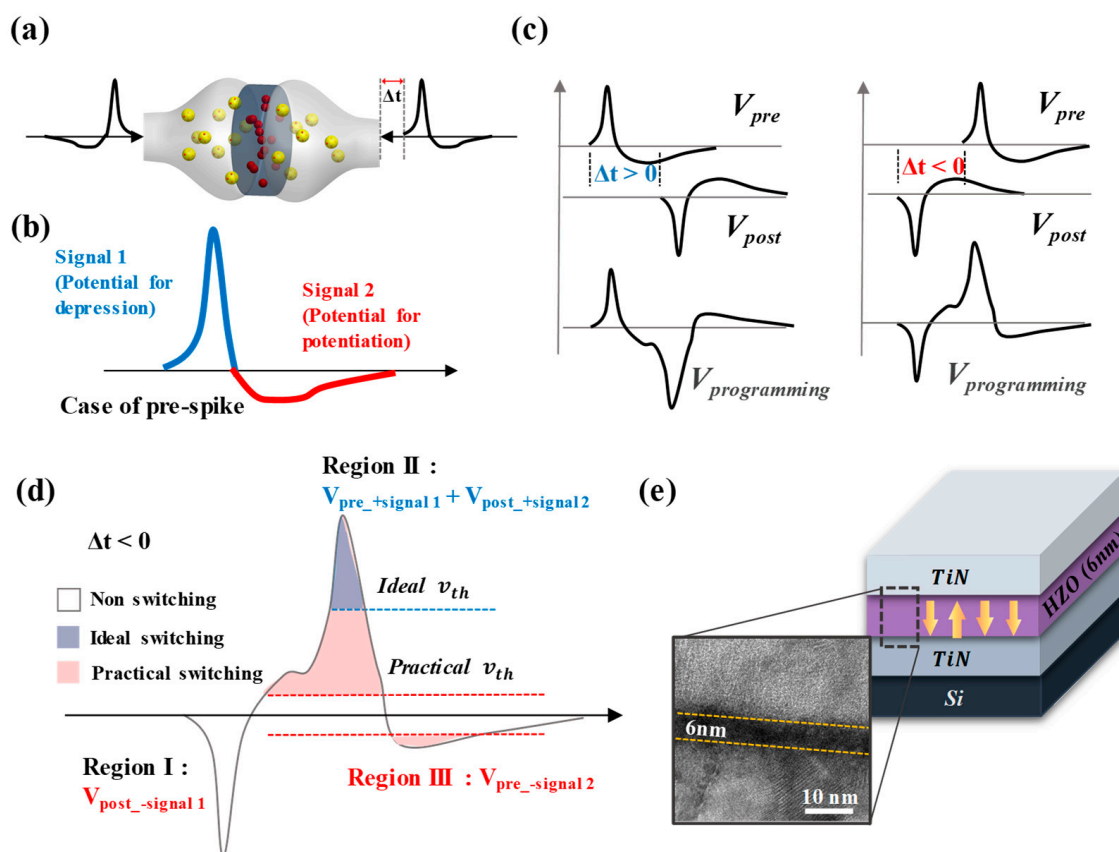 (a)
Δt
(b)
Signal 1
(Potential for
depression)
Signal 2
(Potential for
potentiation)
Case of pre-spike
(c)
V_pre
Δt > 0
V_post
V_programming
V_pre
Δt < 0
V_post
V_programming
(d)
Region II :
V_pre_+signal 1 + V_post_+signal 2
Δt < 0
Non switching
Ideal switching
Practical switching
Ideal v_th
Practical v_th
Region I :
V_post_-signal 1
Region III : V_pre_-signal 2
(e)
TiN
HZO (6nm)
TiN
Si
6nm
10 nm